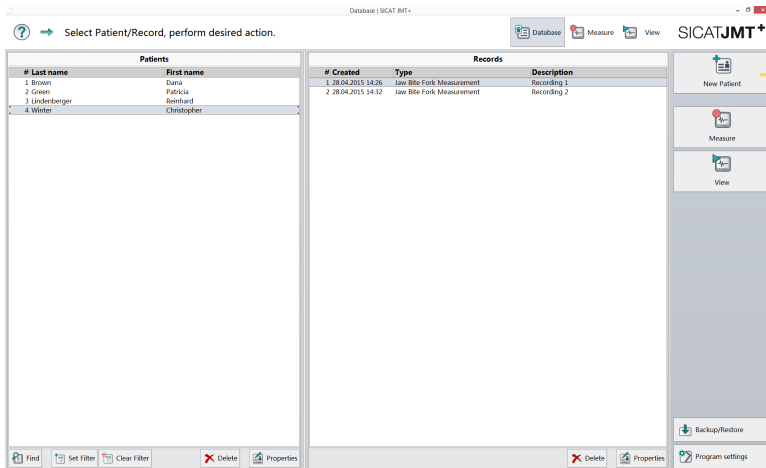 Database | SICAT JMT+
Select Patient/Record, perform desired action.
Database Measure View
SICATJMT+
Patients
# Last name First name
1 Brown Dana
2 Green Patricia
3 Lindenberger Reinhard
4 Winter Christopher
Records
# Created Type Description
1 28.04.2015 14:26 Jaw Bite Fork Measurement Recording 1
2 28.04.2015 14:32 Jaw Bite Fork Measurement Recording 2
New Patient
Measure
View
Backup/Restore
Program settings
Find Set Filter Clear Filter Delete Properties
Delete Properties